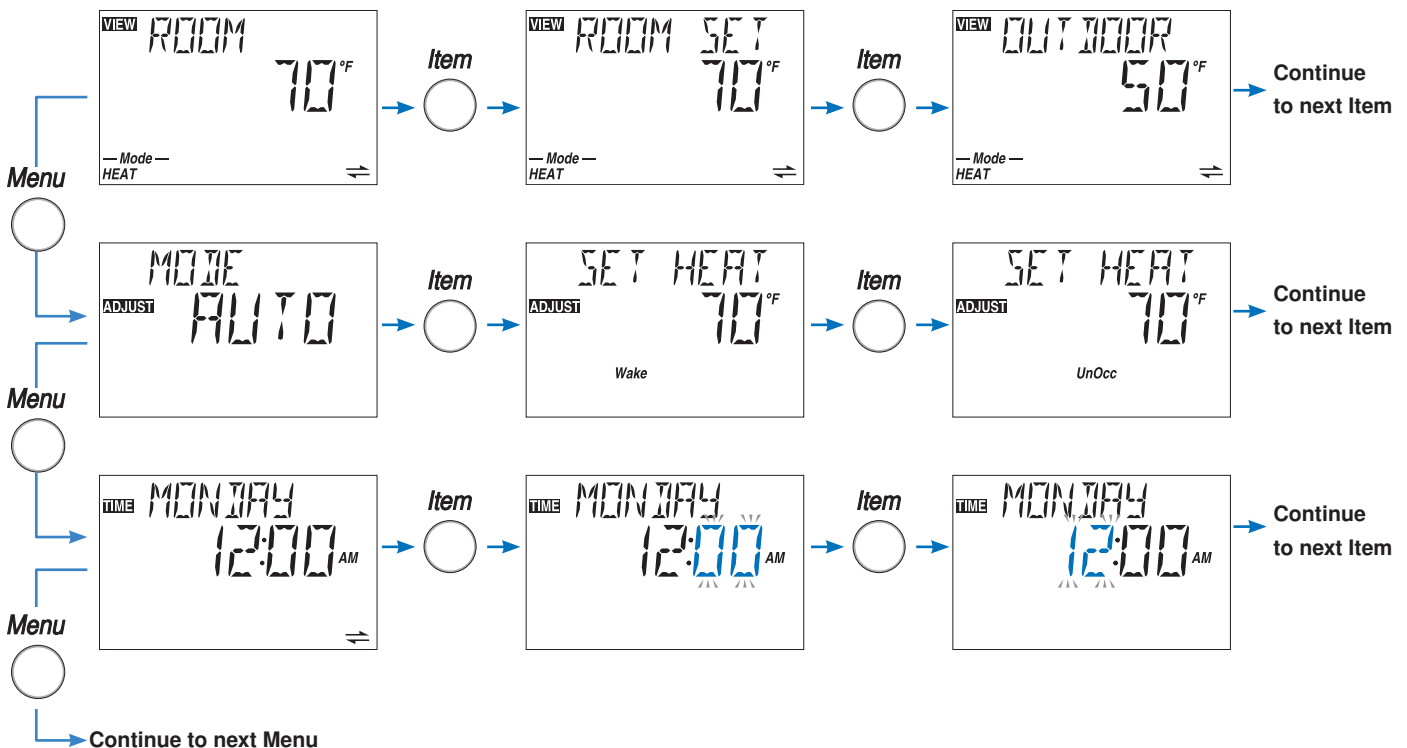 VIEW ROOM
70 °F
— Mode —
HEAT
Item
VIEW ROOM SET
70 °F
— Mode —
HEAT
Item
VIEW OUTDOOR
50 °F
— Mode —
HEAT
Continue
to next Item
Menu
MODE
ADJUST AUTO
Item
SET HEAT
ADJUST 70 °F
Wake
Item
SET HEAT
ADJUST 70 °F
UnOcc
Continue
to next Item
Menu
TIME MONDAY
12:00 AM
Item
TIME MONDAY
12:00 AM
Item
TIME MONDAY
12:00 AM
Continue
to next Item
Menu
Continue to next Menu